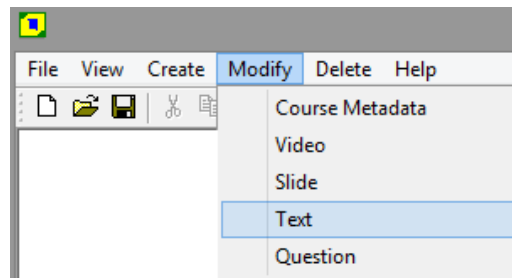 File View Create Modify Delete Help
Course Metadata
Video
Slide
Text
Question